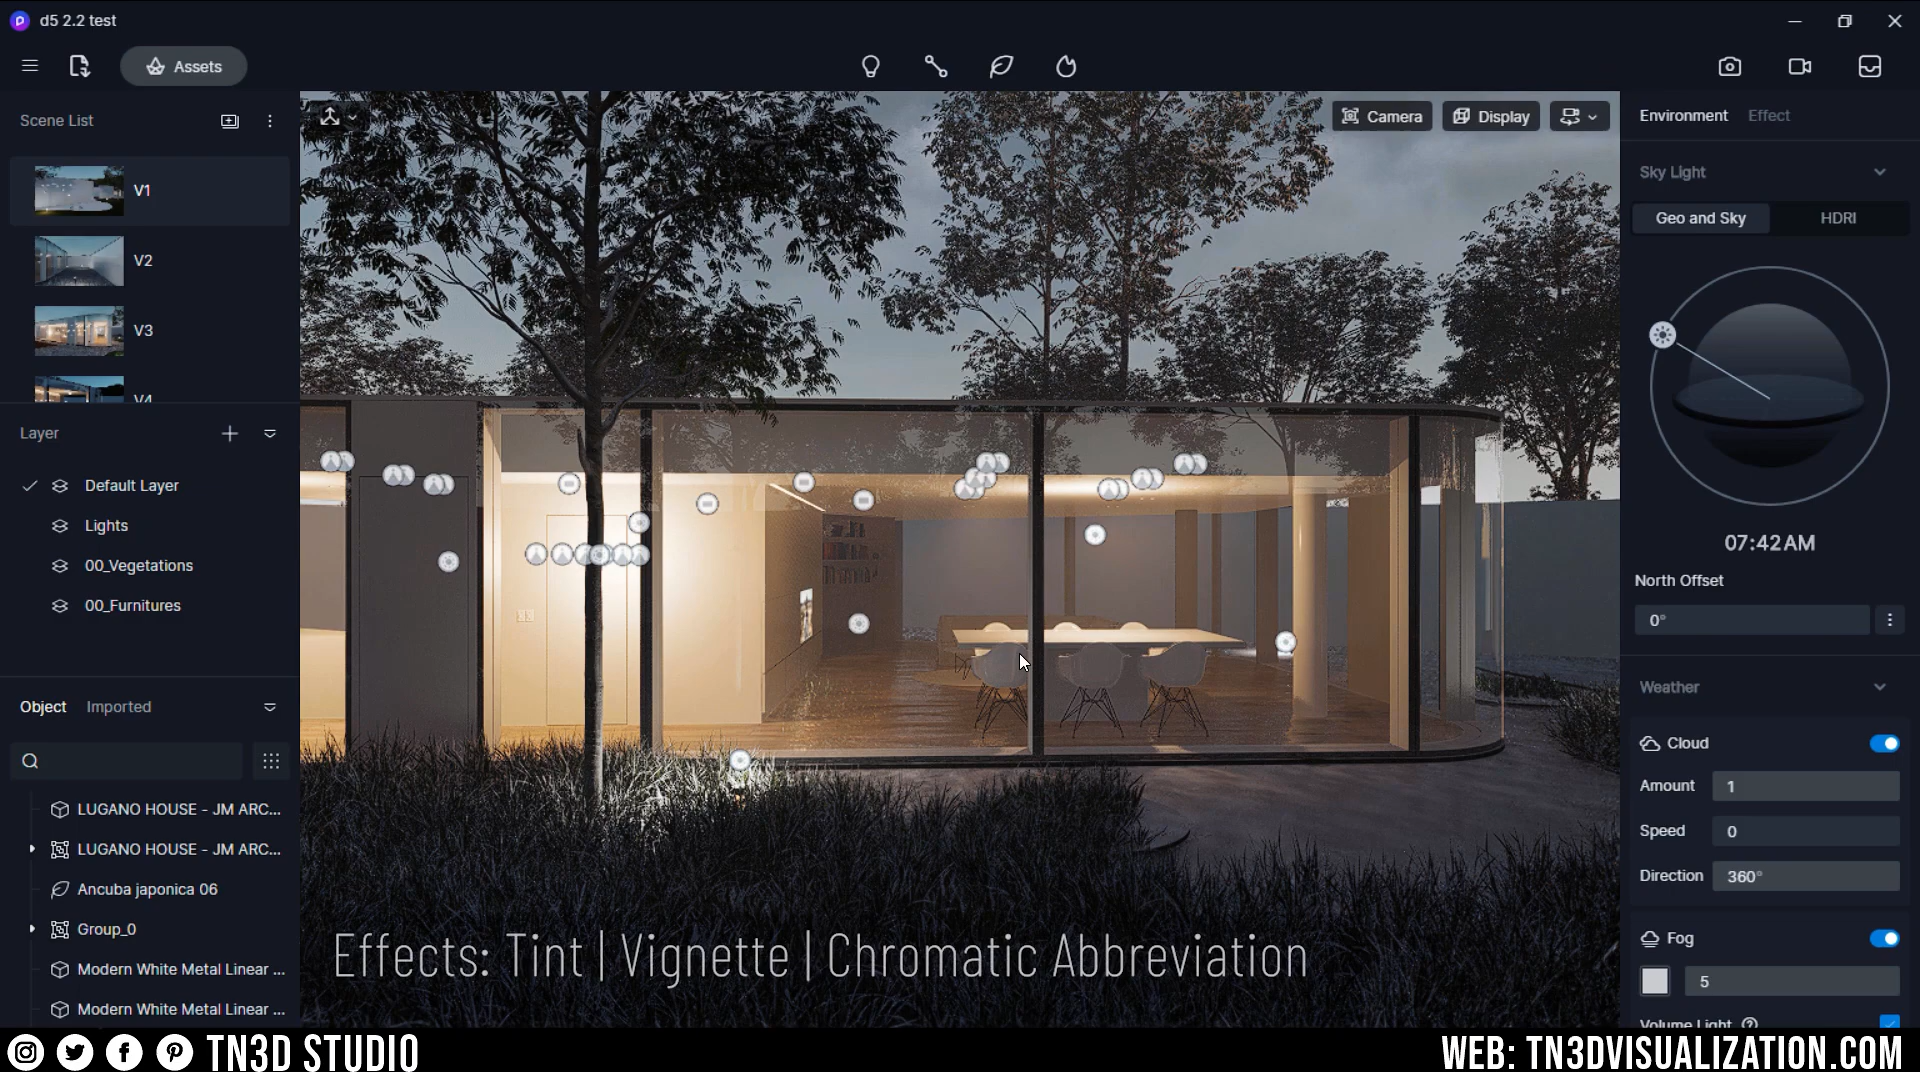 d5 2.2 test
Assets
Scene List
V1
V2
V3
V4
Layer
Default Layer
Lights
00_Vegetations
00_Furnitures
Object Imported
LUGANO HOUSE - JM ARC...
LUGANO HOUSE - JM ARC...
Ancuba japonica 06
Group_0
Modern White Metal Linear ...
Modern White Metal Linear ...
Camera Display
Effects: Tint | Vignette | Chromatic Abbreviation
Environment Effect
Sky Light
Geo and Sky HDRI
07:42AM
North Offset
0°
Weather
Cloud
Amount 1
Speed 0
Direction 360°
Fog
5
Volume Light
TN3D STUDIO
WEB: TN3DVISUALIZATION.COM